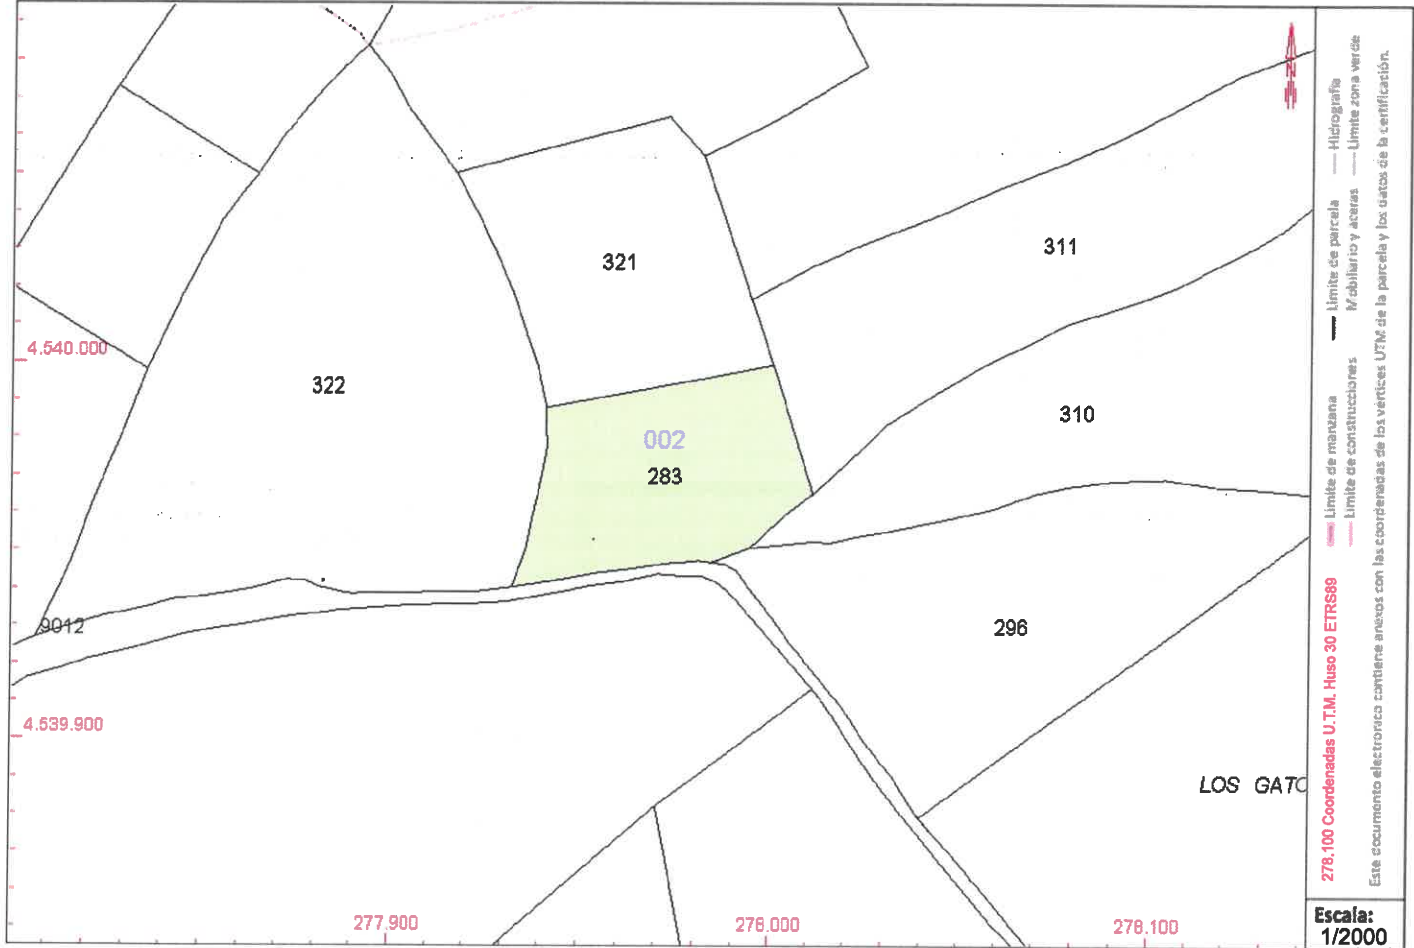 321
311
4.540.000
322
002
310
283
9012
296
4.539.900
LOS GATO
277.900
278.000
278.100
278.100 Coordenadas U.T.M. Huso 30 ETRS89
Límite de manzana
Límite de parcela
Hidrografía
Límite de construcciones
Mobiliario y aceras
Límite zona verde
Este documento electrónico contiene anexos con las coordenadas de los vértices UTM de la parcela y los datos de la certificación.
Escala:
1/2000